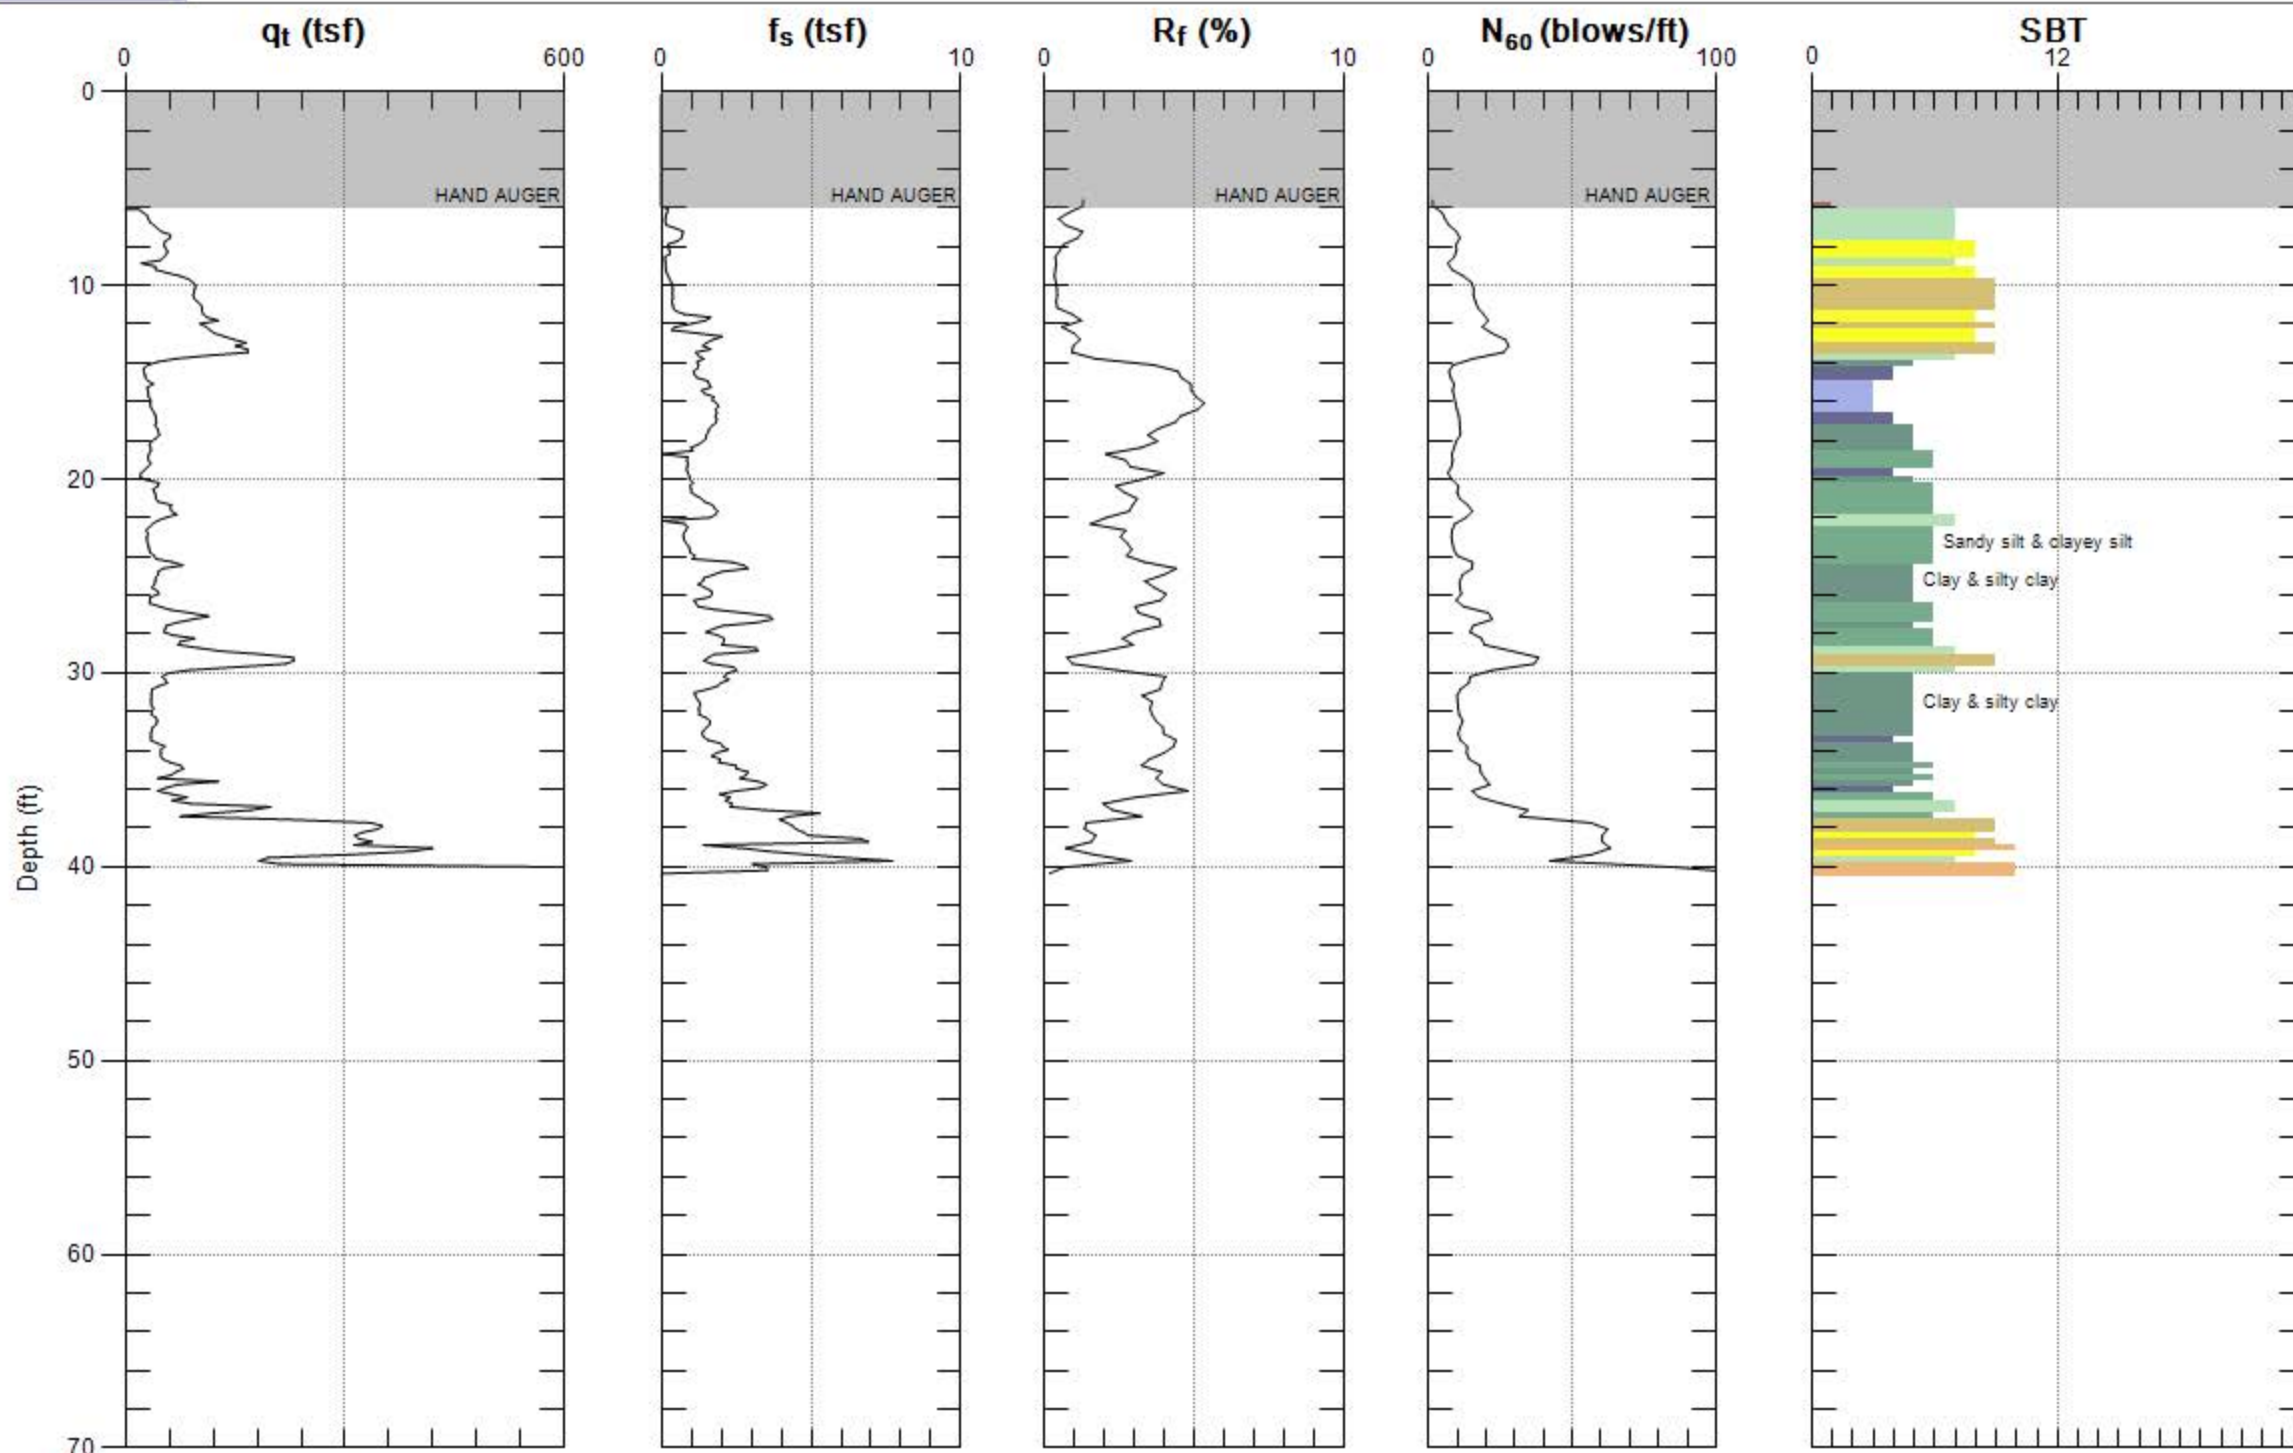 qt (tsf)
fs (tsf)
Rf (%)
N60 (blows/ft)
SBT
0 600
0 10
0 10
0 100
0 12
0
HAND AUGER
HAND AUGER
HAND AUGER
HAND AUGER
10
20
Sandy silt & clayey silt
Clay & silty clay
30
Clay & silty clay
Depth (ft)
40
50
60
70